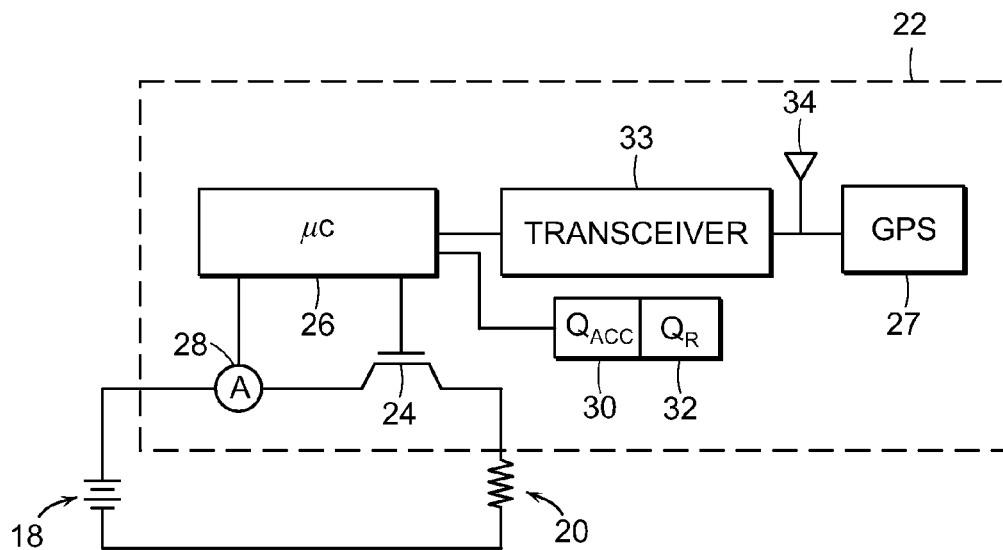 22
34
33
μc
TRANSCEIVER
GPS
26
27
28
A
24
Q_ACC Q_R
30
32
18
20